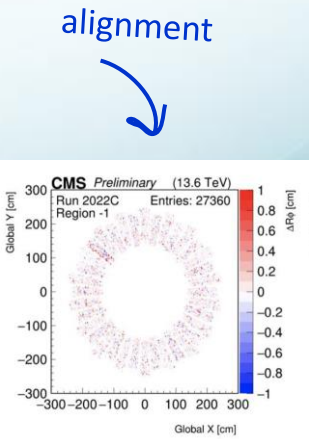 alignment
CMS Preliminary (13.6 TeV)
Run 2022C Entries: 27360
Region -1
Global Y [cm]
300
200
100
0
−100
−200
−300
−300 −200 −100 0 100 200 300
Global X [cm]
1
0.8
0.6
0.4
0.2
0
−0.2
−0.4
−0.6
−0.8
−1
ΔRφ [cm]